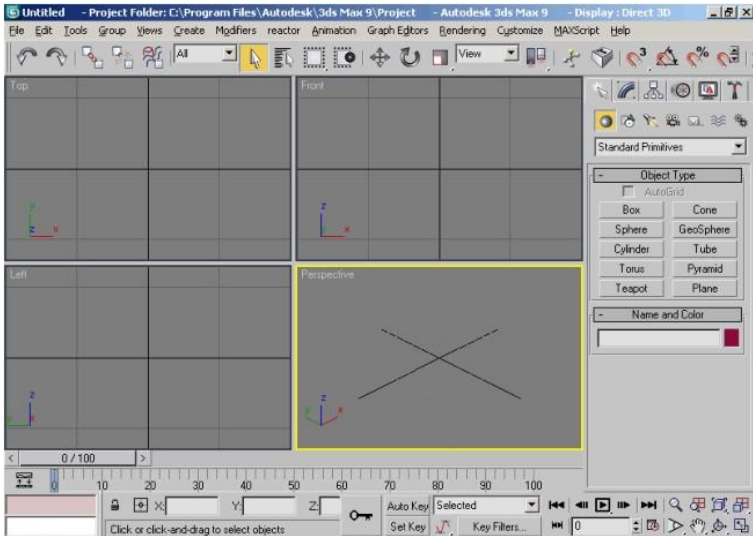 Untitled - Project Folder: C:\Program Files\Autodesk\3ds Max 9\Project - Autodesk 3ds Max 9 - Display : Direct 3D
File Edit Tools Group Views Create Modifiers reactor Animation Graph Editors Rendering Customize MAXScript Help
All View 3 %
Top Front
Standard Primitives
- Object Type
AutoGrid
Box Cone
Sphere GeoSphere
Cylinder Tube
Torus Pyramid
Teapot Plane
- Name and Color
y
z x
z
x
Left Perspective
z
y x
z
y x
< 0 / 100 >
0 10 20 30 40 50 60 70 80 90 100
X: Y: Z: Auto Key Selected
Click or click-and-drag to select objects Set Key Key Filters... 0